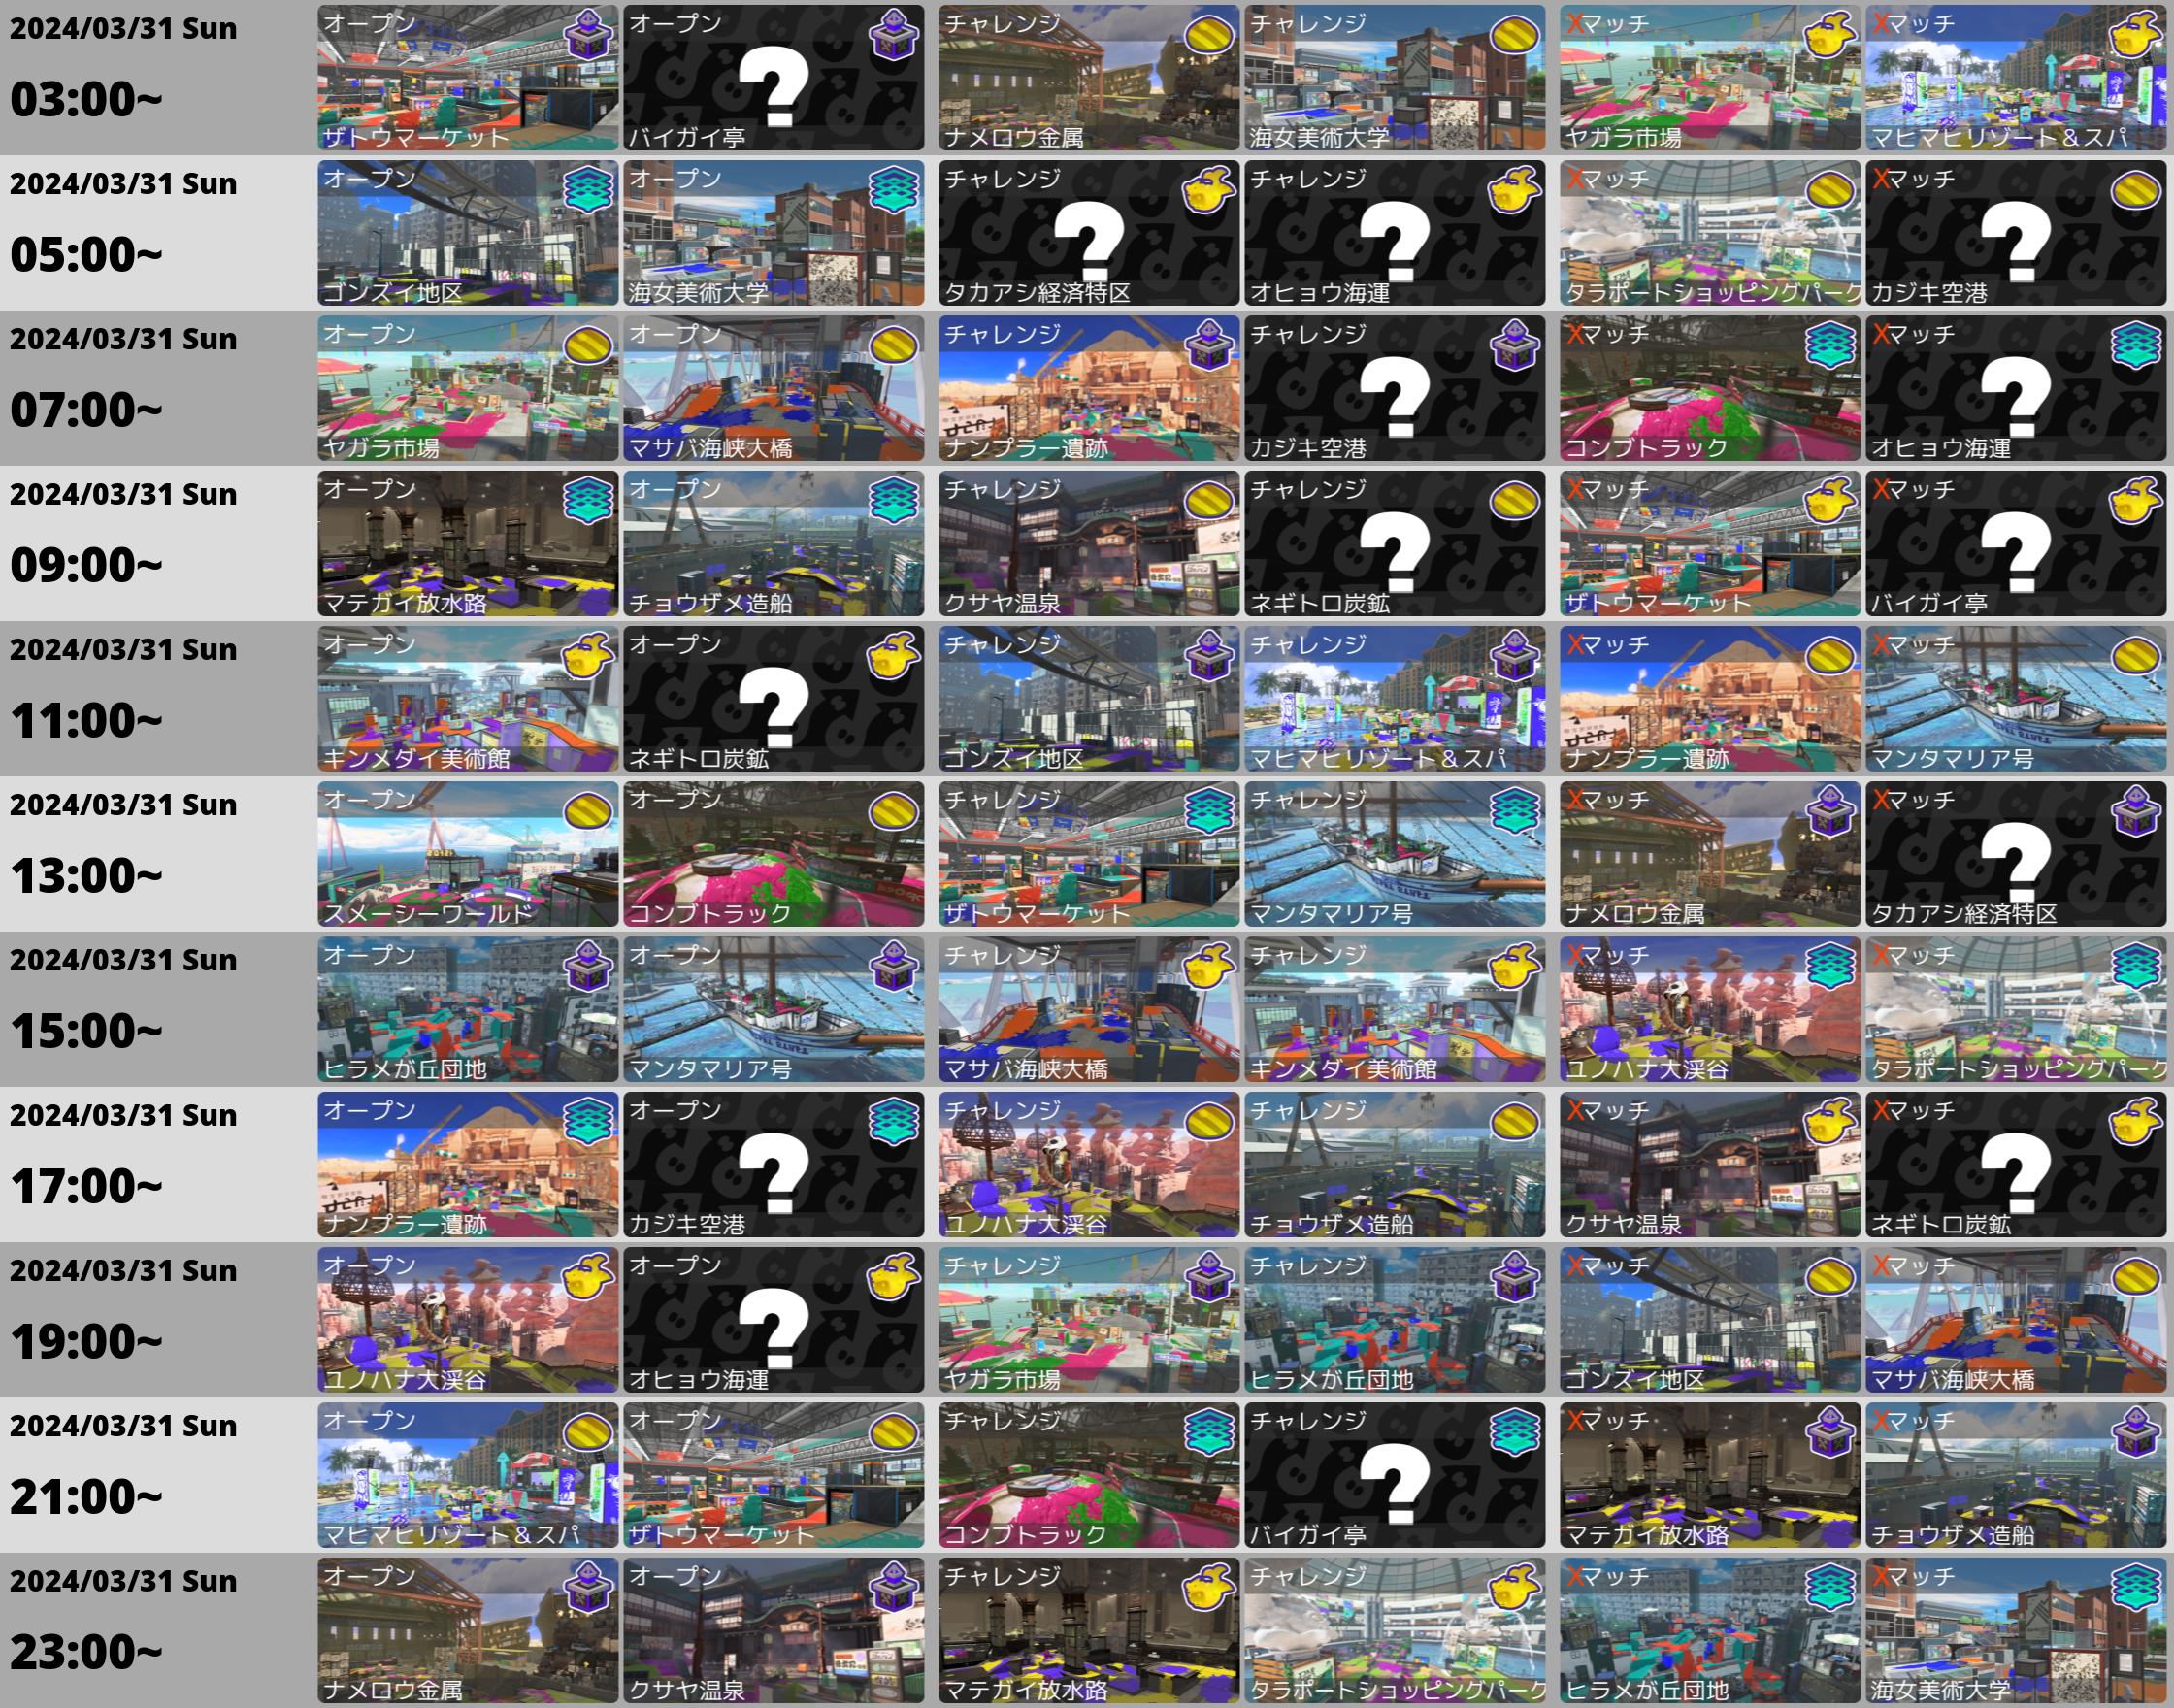 2024/03/31 Sun
03:00~
オープン オープン チャレンジ チャレンジ Xマッチ Xマッチ
ザトウマーケット バイガイ亭 ナメロウ金属 海女美術大学 ヤガラ市場 マヒマヒリゾート&スパ
2024/03/31 Sun
05:00~
オープン オープン チャレンジ チャレンジ Xマッチ Xマッチ
ゴンズイ地区 海女美術大学 タカアシ経済特区 オヒョウ海運 タラポートショッピングパーク カジキ空港
2024/03/31 Sun
07:00~
オープン オープン チャレンジ チャレンジ Xマッチ Xマッチ
ヤガラ市場 マサバ海峡大橋 ナンプラー遺跡 カジキ空港 コンブトラック オヒョウ海運
2024/03/31 Sun
09:00~
オープン オープン チャレンジ チャレンジ Xマッチ Xマッチ
マテガイ放水路 チョウザメ造船 クサヤ温泉 ネギトロ炭鉱 ザトウマーケット バイガイ亭
2024/03/31 Sun
11:00~
オープン オープン チャレンジ チャレンジ Xマッチ Xマッチ
キンメダイ美術館 ネギトロ炭鉱 ゴンズイ地区 マヒマヒリゾート&スパ ナンプラー遺跡 マンタマリア号
2024/03/31 Sun
13:00~
オープン オープン チャレンジ チャレンジ Xマッチ Xマッチ
スメーシーワールド コンブトラック ザトウマーケット マンタマリア号 ナメロウ金属 タカアシ経済特区
2024/03/31 Sun
15:00~
オープン オープン チャレンジ チャレンジ Xマッチ Xマッチ
ヒラメが丘団地 マンタマリア号 マサバ海峡大橋 キンメダイ美術館 ユノハナ大渓谷 タラポートショッピングパーク
2024/03/31 Sun
17:00~
オープン オープン チャレンジ チャレンジ Xマッチ Xマッチ
ナンプラー遺跡 カジキ空港 ユノハナ大渓谷 チョウザメ造船 クサヤ温泉 ネギトロ炭鉱
2024/03/31 Sun
19:00~
オープン オープン チャレンジ チャレンジ Xマッチ Xマッチ
ユノハナ大渓谷 オヒョウ海運 ヤガラ市場 ヒラメが丘団地 ゴンズイ地区 マサバ海峡大橋
2024/03/31 Sun
21:00~
オープン オープン チャレンジ チャレンジ Xマッチ Xマッチ
マヒマヒリゾート&スパ ザトウマーケット コンブトラック バイガイ亭 マテガイ放水路 チョウザメ造船
2024/03/31 Sun
23:00~
オープン オープン チャレンジ チャレンジ Xマッチ Xマッチ
ナメロウ金属 クサヤ温泉 マテガイ放水路 タラポートショッピングパーク ヒラメが丘団地 海女美術大学